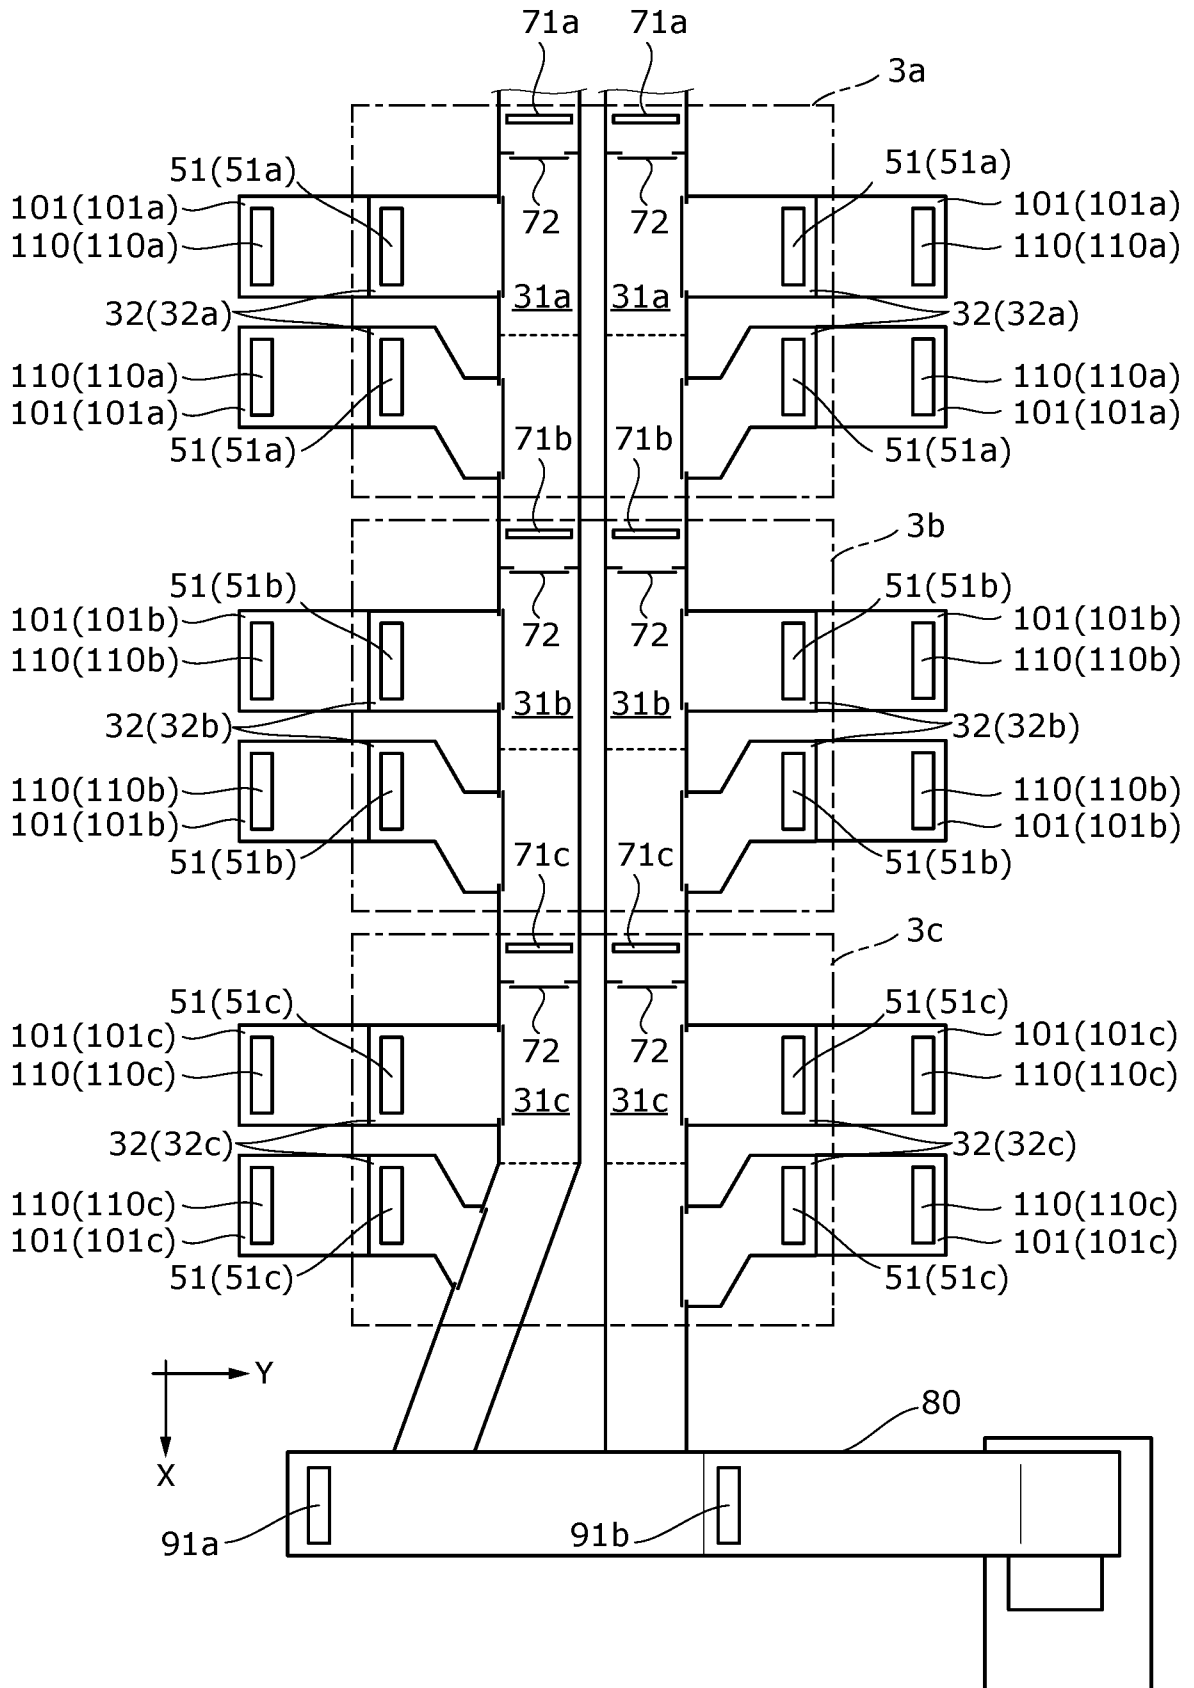 71a 71a
3a
51(51a) 51(51a)
101(101a) 101(101a)
72 72
110(110a) 110(110a)
31a 31a
32(32a) 32(32a)
110(110a) 110(110a)
101(101a) 101(101a)
71b 71b
51(51a) 51(51a)
3b
51(51b) 51(51b)
101(101b) 101(101b)
72 72
110(110b) 110(110b)
31b 31b
32(32b) 32(32b)
110(110b) 110(110b)
101(101b) 101(101b)
71c 71c
51(51b) 51(51b)
3c
51(51c) 51(51c)
101(101c) 101(101c)
72 72
110(110c) 110(110c)
31c 31c
32(32c) 32(32c)
110(110c) 110(110c)
101(101c) 101(101c)
51(51c) 51(51c)
Y
80
X
91a 91b